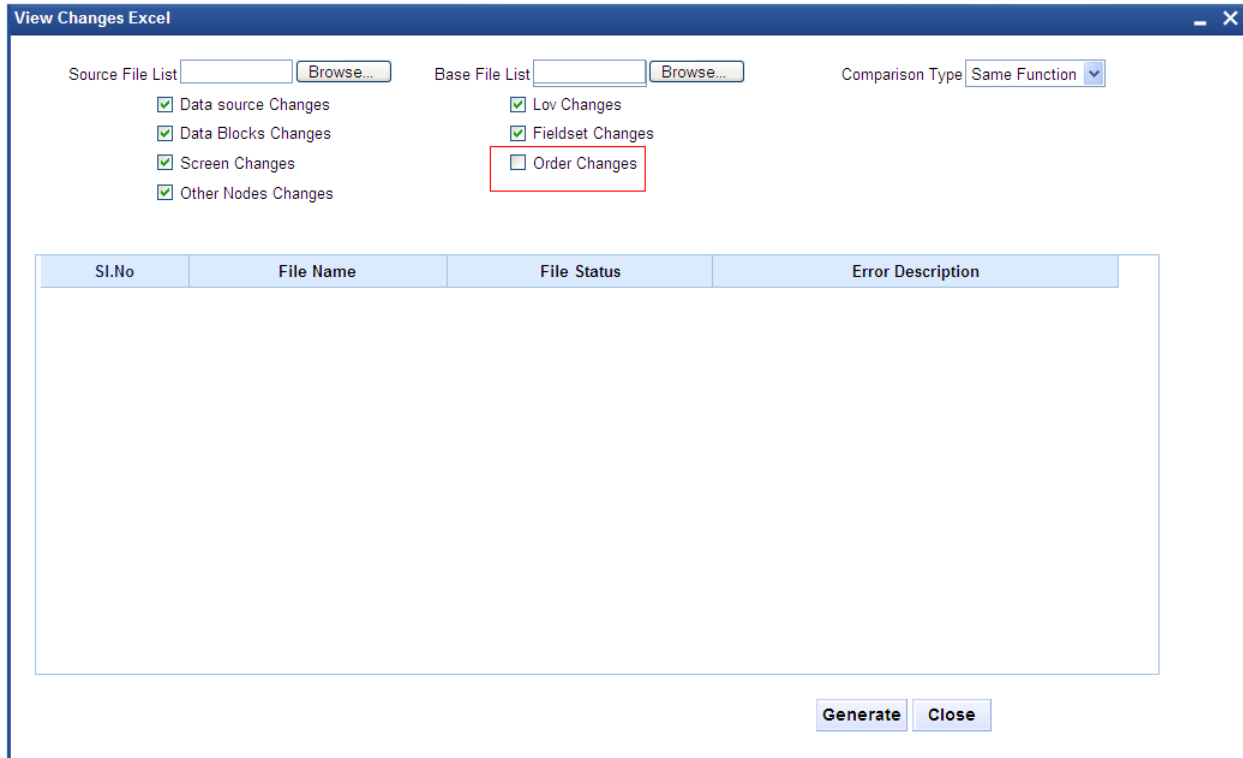 View Changes Excel
Source File List Browse... Base File List Browse... Comparison Type Same Function
Data source Changes Lov Changes
Data Blocks Changes Fieldset Changes
Screen Changes Order Changes
Other Nodes Changes
Sl.No File Name File Status Error Description
Generate Close